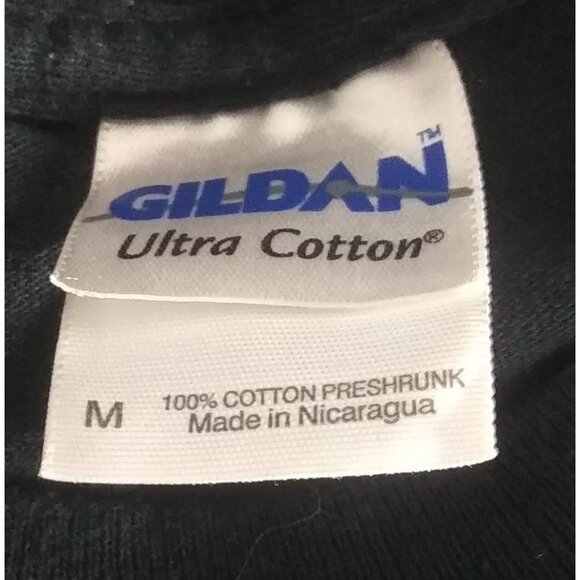 GILDAN™
Ultra Cotton®
M
100% COTTON PRESHRUNK
Made in Nicaragua